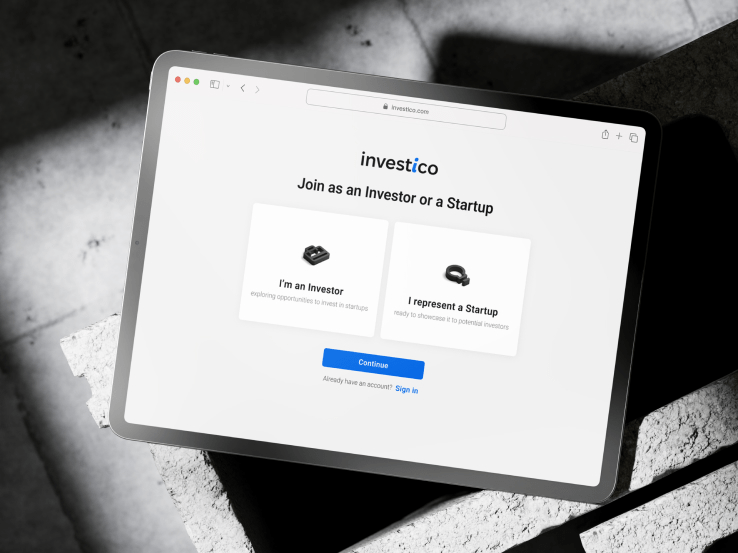 investico.com
investico
Join as an Investor or a Startup
I'm an Investor
exploring opportunities to invest in startups
I represent a Startup
ready to showcase it to potential investors
Continue
Already have an account? Sign in